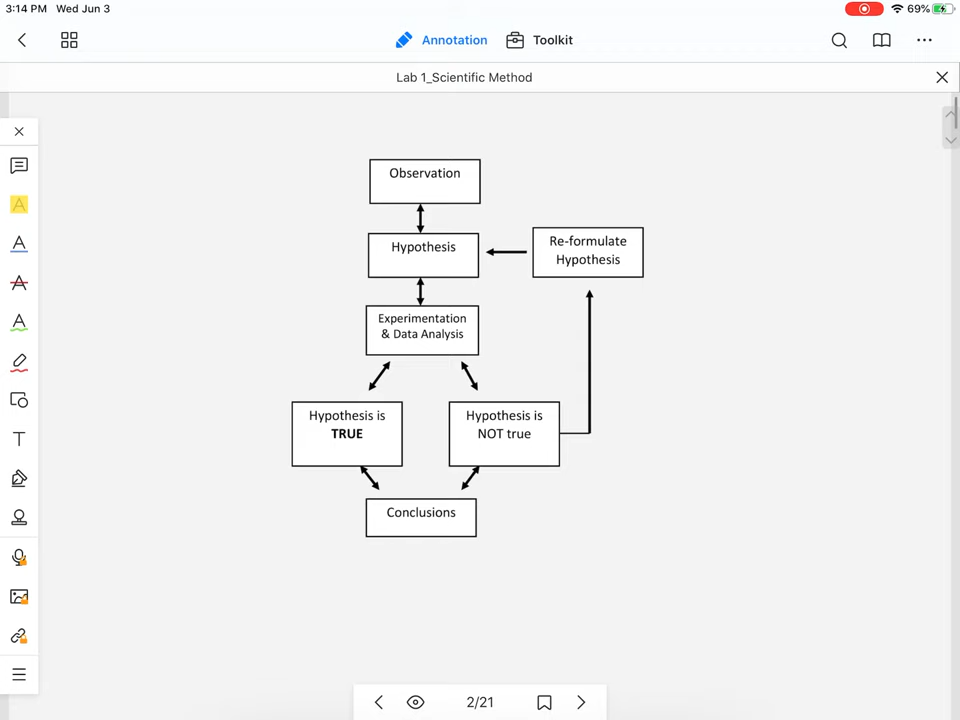 3:14 PM Wed Jun 3
69%
Annotation
Toolkit
Lab 1_Scientific Method
Observation
Hypothesis
Re-formulate
Hypothesis
Experimentation
& Data Analysis
Hypothesis is
TRUE
Hypothesis is
NOT true
Conclusions
A
A
A
A
T
2/21